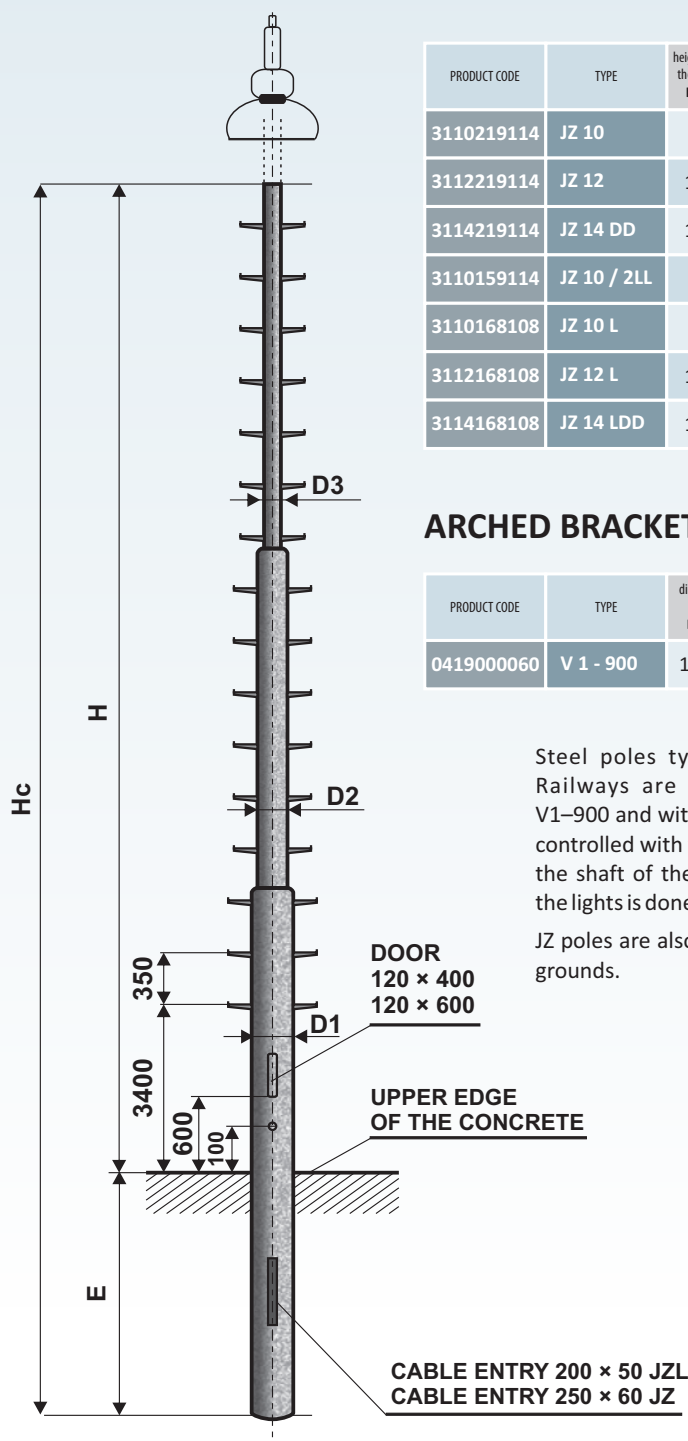 PRODUCT CODE TYPE
3110219114 JZ 10
3112219114 JZ 12
3114219114 JZ 14 DD
3110159114 JZ 10 / 2LL
3110168108 JZ 10 L
3112168108 JZ 12 L
3114168108 JZ 14 LDD
ARCHED BRACKET
PRODUCT CODE TYPE
0419000060 V 1 - 900
Steel poles
Railways are
V1–900 and
controlled with
the shaft of the
the lights is done
JZ poles are
grounds.
Hc
H
E
D3
D2
D1
350
3400
600
100
DOOR
120 × 400
120 × 600
UPPER EDGE
OF THE CONCRETE
CABLE ENTRY 200 × 50 JZL
CABLE ENTRY 250 × 60 JZ